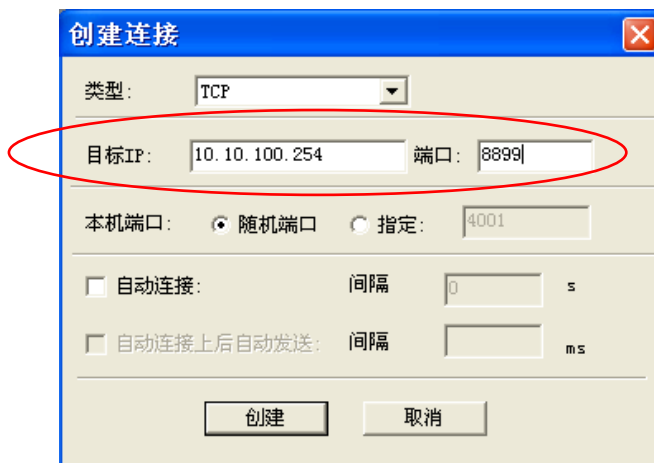 创建连接
类型: TCP
目标IP: 10.10.100.254 端口: 8899
本机端口: 随机端口 指定: 4001
自动连接: 间隔 0 s
自动连接上后自动发送: 间隔 ms
创建 取消